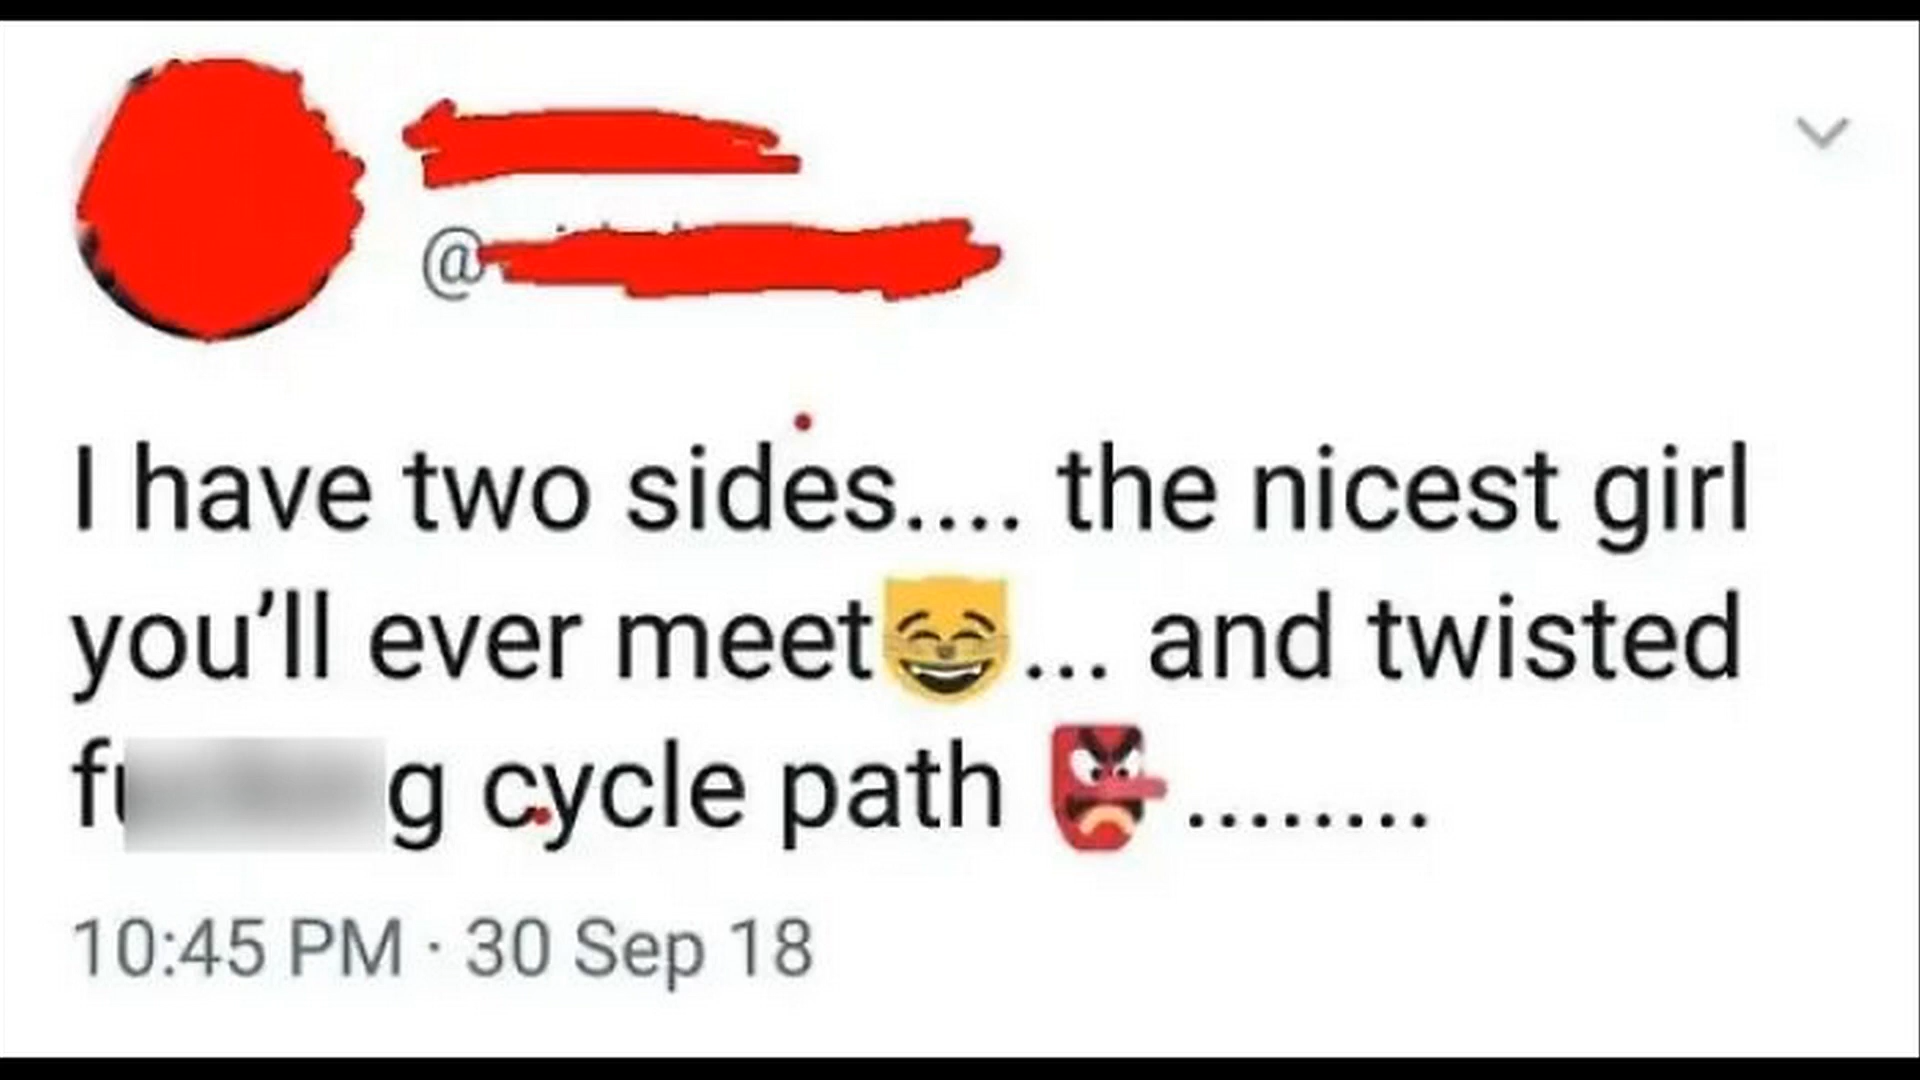 @
I have two sides.... the nicest girl
you'll ever meet😸... and twisted
g cycle path 👺........
10:45 PM · 30 Sep 18